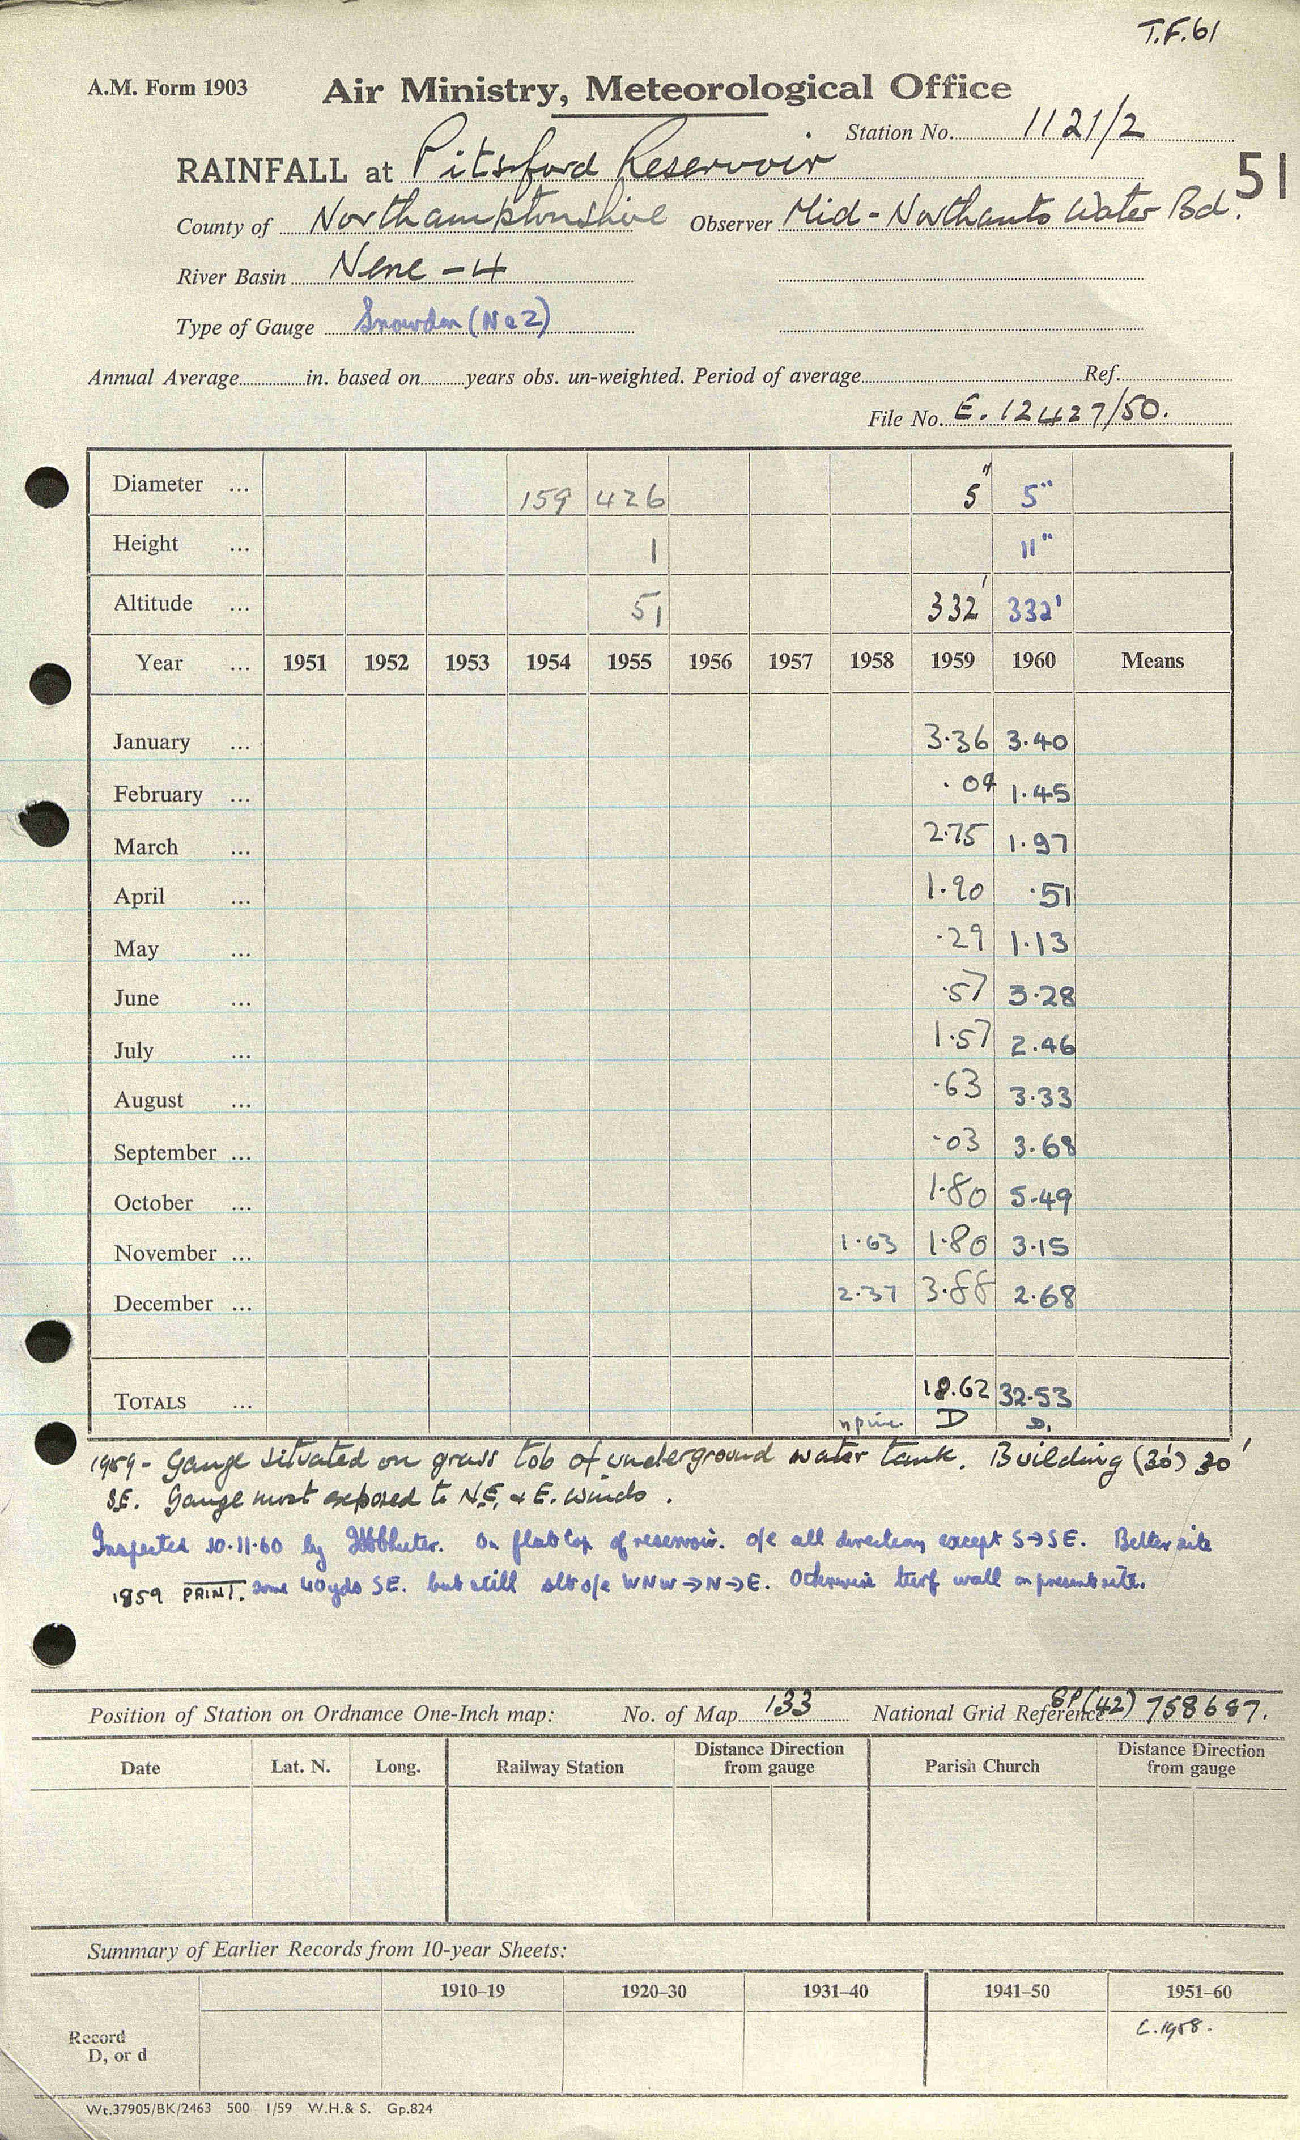 T.F.61
A.M. Form 1903 Air Ministry, Meteorological Office
Station No. 1121/2
RAINFALL at Pitsford Reservoir
51
County of Northamptonshire Observer Mid-Northants Water Bd.
River Basin Nene - 4
Type of Gauge Snowdon (Ne2)
Annual Average in. based on years obs. un-weighted. Period of average Ref.
File No. E. 12427/50.
Diameter ... 159 426 5" 5"
Height ... 1 11"
Altitude ... 51 332' 332'
Year ... 1951 1952 1953 1954 1955 1956 1957 1958 1959 1960 Means
January ... 3.36 3.40
February ... .04 1.45
March ... 2.75 1.97
April ... 1.90 .51
May ... .29 1.13
June ... .57 3.28
July ... 1.57 2.46
August ... .63 3.33
September ... .03 3.68
October ... 1.80 5.49
November ... 1.63 1.80 3.15
December ... 2.37 3.88 2.68
TOTALS ... 18.62 32.53
D D.
1959 - Gauge situated on grass top of underground water tank. Building (30') 30'
SE. Gauge most exposed to N.E. & E. winds.
Inspected 10.11.60 by On flat top of reservoir. o/e all directions except S→SE. Better site
1859 PRINT. some 40yds SE. but still slt o/e WNW→N→E. Otherwise turf wall on present site.
Position of Station on Ordnance One-Inch map: No. of Map 133 National Grid Reference SP(42) 758687.
Date Lat. N. Long. Railway Station Distance Direction from gauge Parish Church Distance Direction from gauge
Summary of Earlier Records from 10-year Sheets:
1910–19 1920–30 1931–40 1941–50 1951–60
Record
D, or d
C. 1958.
Wt.37905/BK/2463 500 1/59 W.H.& S. Gp.824